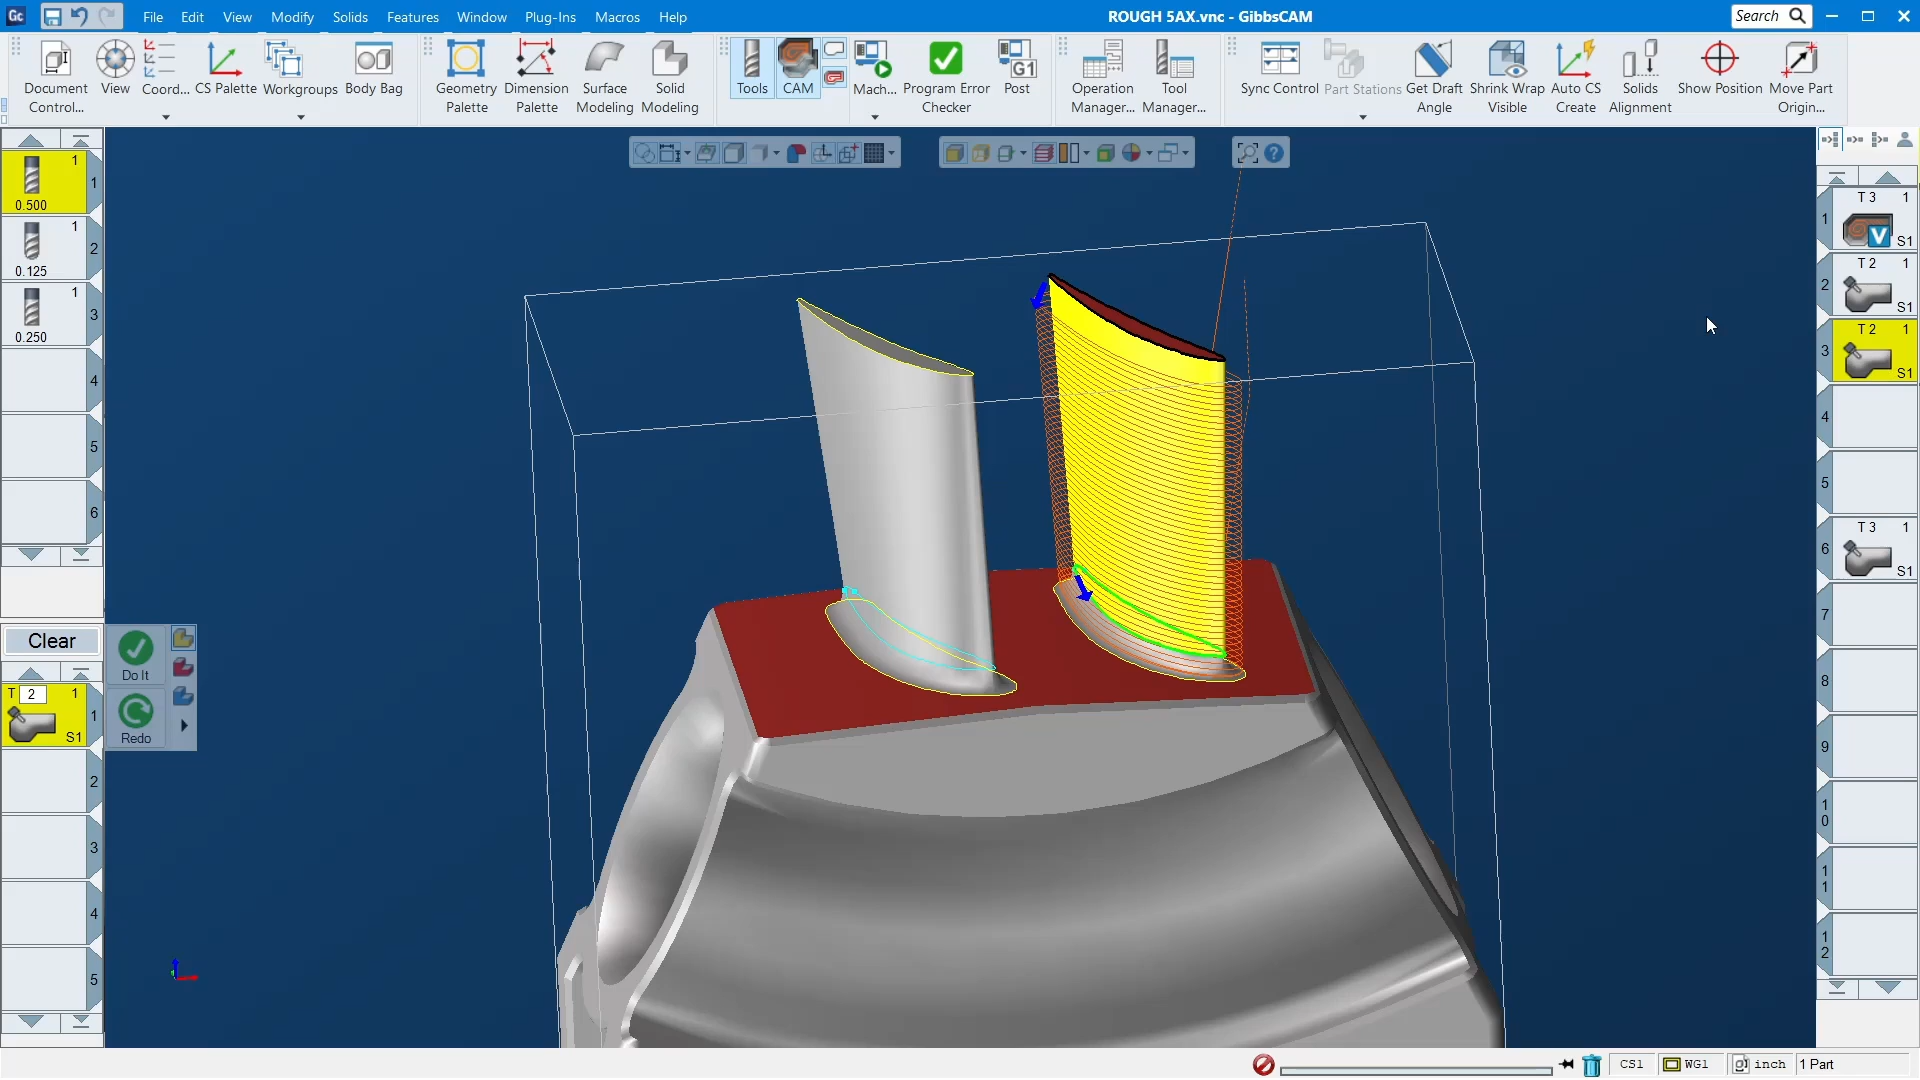 Gc File Edit View Modify Solids Features Window Plug-Ins Macros Help ROUGH 5AX.vnc - GibbsCAM Search
Document Control...
View
Coord...
CS Palette
Workgroups
Body Bag
Geometry Palette
Dimension Palette
Surface Modeling
Solid Modeling
Tools
CAM
Mach...
Program Error Checker
G1
Post
Operation Manager...
Tool Manager...
Sync Control
Part Stations
Get Draft Angle
Shrink Wrap Visible
Auto CS Create
Solids Alignment
Show Position
Move Part Origin...
1 0.500 1
1 0.125 2
1 0.250 3
4
5
6
Clear
Do It
Redo
T 2 1 S1 1
2
3
4
5
1 T 3 1 V S1
2 T 2 1 S1
3 T 2 1 S1
4
5
6 T 3 1 S1
7
8
9
10
11
12
CS1 WG1 inch 1 Part